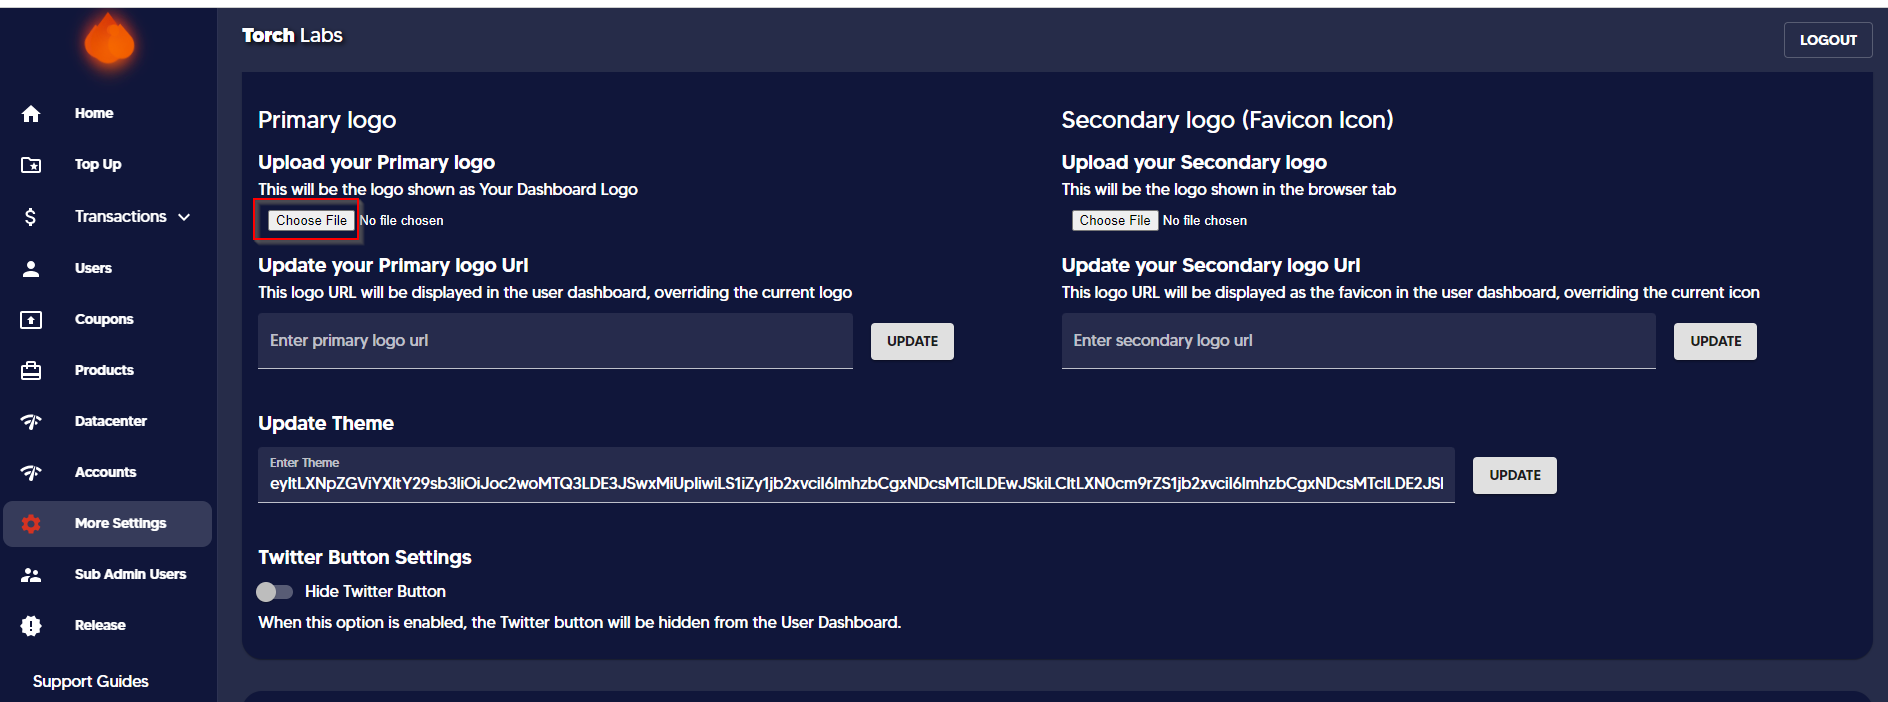 Torch Labs
LOGOUT
Home
Top Up
Transactions
Users
Coupons
Products
Datacenter
Accounts
More Settings
Sub Admin Users
Release
Support Guides
Primary logo
Upload your Primary logo
This will be the logo shown as Your Dashboard Logo
Choose File No file chosen
Update your Primary logo Url
This logo URL will be displayed in the user dashboard, overriding the current logo
Enter primary logo url
UPDATE
Secondary logo (Favicon Icon)
Upload your Secondary logo
This will be the logo shown in the browser tab
Choose File No file chosen
Update your Secondary logo Url
This logo URL will be displayed as the favicon in the user dashboard, overriding the current icon
Enter secondary logo url
UPDATE
Update Theme
Enter Theme
UPDATE
Twitter Button Settings
Hide Twitter Button
When this option is enabled, the Twitter button will be hidden from the User Dashboard.